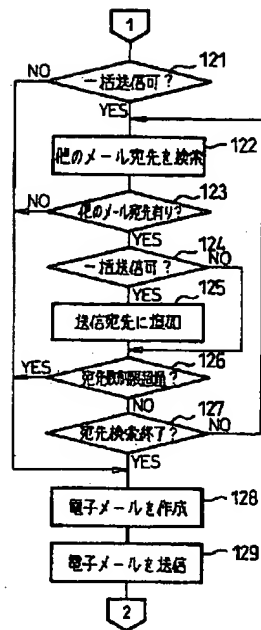 1
121
NO
一括送信可?
YES
122
他のメール宛先を検索
123
NO
他のメール宛先有り?
YES
124
一括送信可?
NO
YES
125
送信宛先に追加
126
YES
宛先数制限超過?
NO
127
宛先検索終了?
NO
YES
128
電子メールを作成
129
電子メールを送信
2